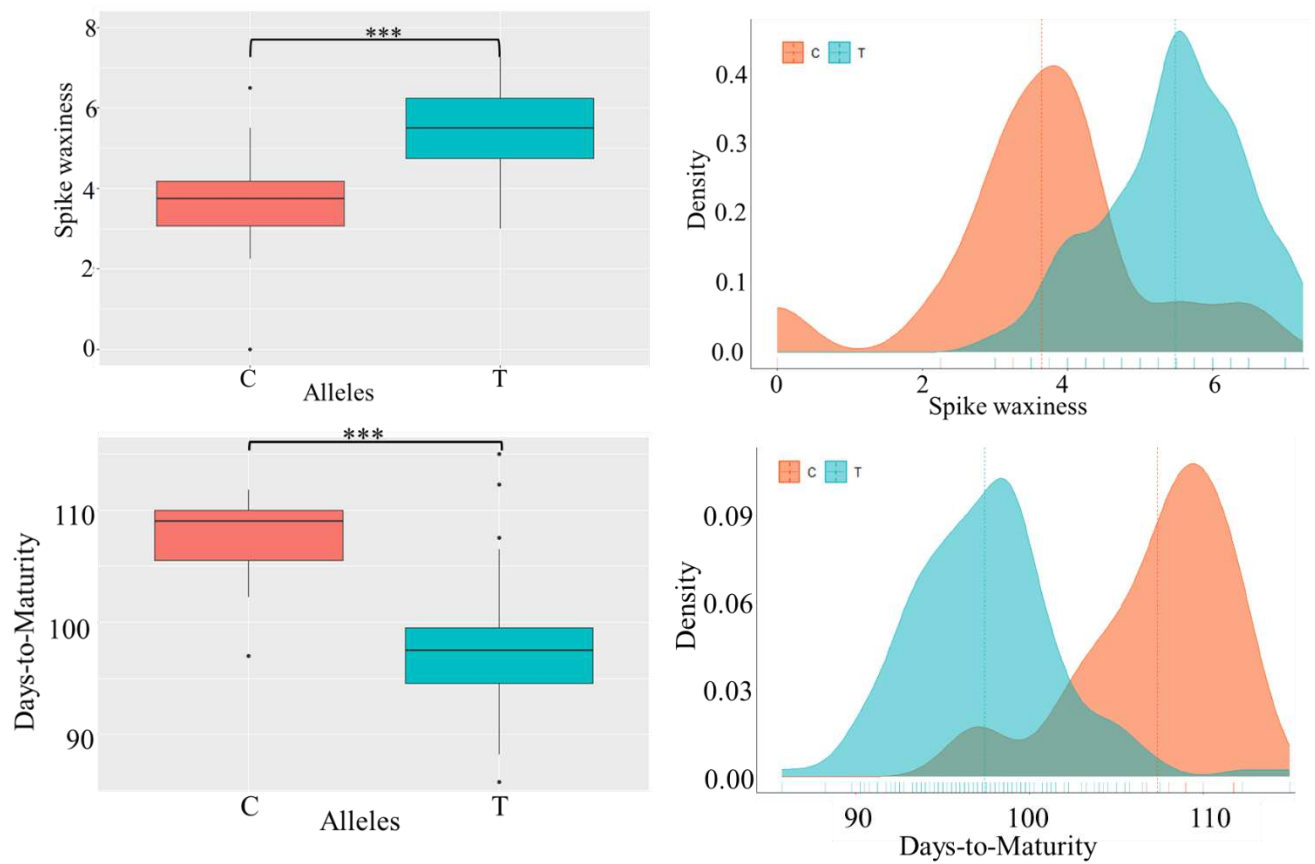 ***
8
6
4
2
0
Spike waxiness
C T
Alleles
C T
0.4
0.3
0.2
0.1
0.0
Density
0 2 4 6
Spike waxiness
***
110
100
90
Days-to-Maturity
C T
Alleles
C T
0.09
0.06
0.03
0.00
Density
90 100 110
Days-to-Maturity